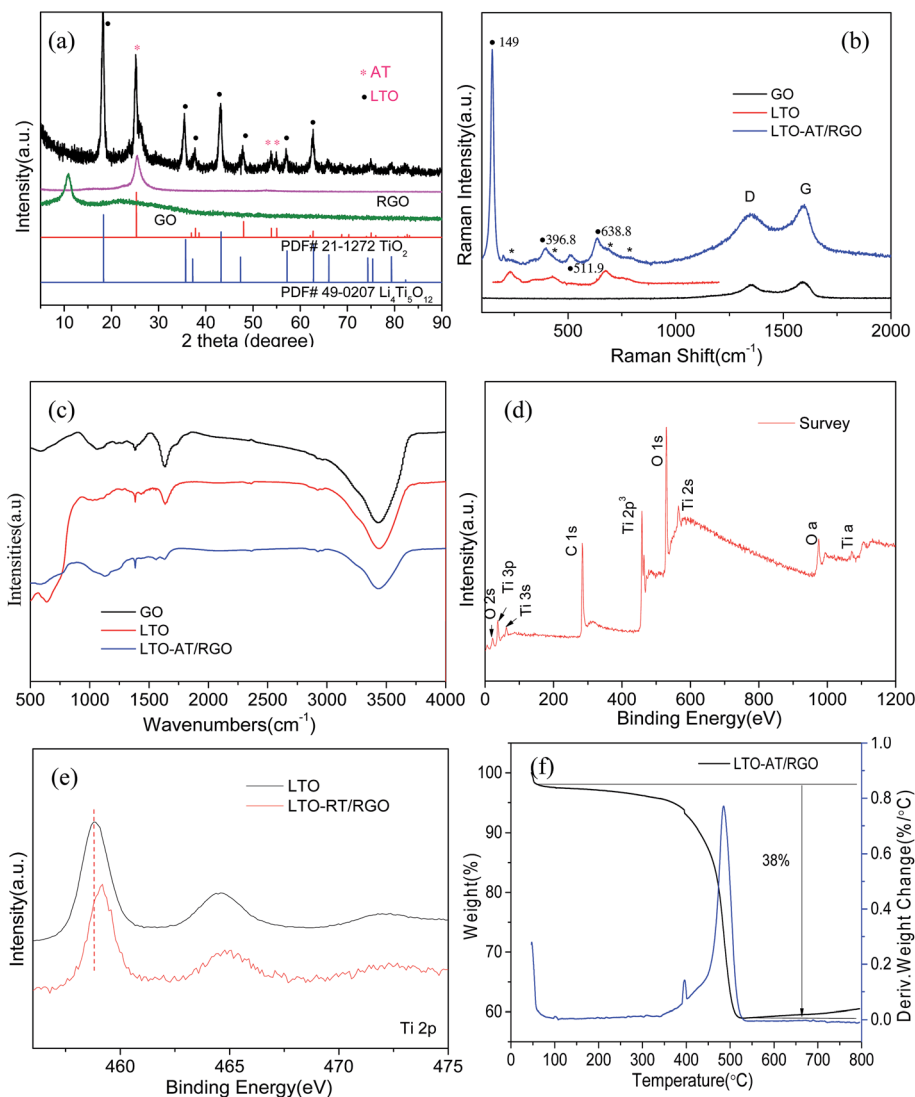 (a)
* AT
• LTO
RGO
GO
PDF# 21-1272 TiO2
PDF# 49-0207 Li4Ti5O12
10 20 30 40 50 60 70 80 90
2 theta (degree)
Intensity(a.u.)
(b)
149
GO
LTO
LTO-AT/RGO
D
G
396.8
638.8
511.9
500 1000 1500 2000
Raman Shift(cm-1)
Raman Intensity(a.u.)
(c)
GO
LTO
LTO-AT/RGO
500 1000 1500 2000 2500 3000 3500 4000
Wavenumbers(cm-1)
Intensities(a.u)
(d)
Survey
O 2s
Ti 3p
Ti 3s
C 1s
Ti 2p3
O 1s
Ti 2s
O a
Ti a
0 200 400 600 800 1000 1200
Binding Energy(eV)
Intensity(a.u.)
(e)
LTO
LTO-RT/RGO
Ti 2p
460 465 470 475
Binding Energy(eV)
Intensity(a.u.)
(f)
LTO-AT/RGO
38%
100
90
80
70
60
1.0
0.8
0.6
0.4
0.2
0.0
0 100 200 300 400 500 600 700 800
Temperature(°C)
Weight(%)
Deriv.Weight Change(%/°C)